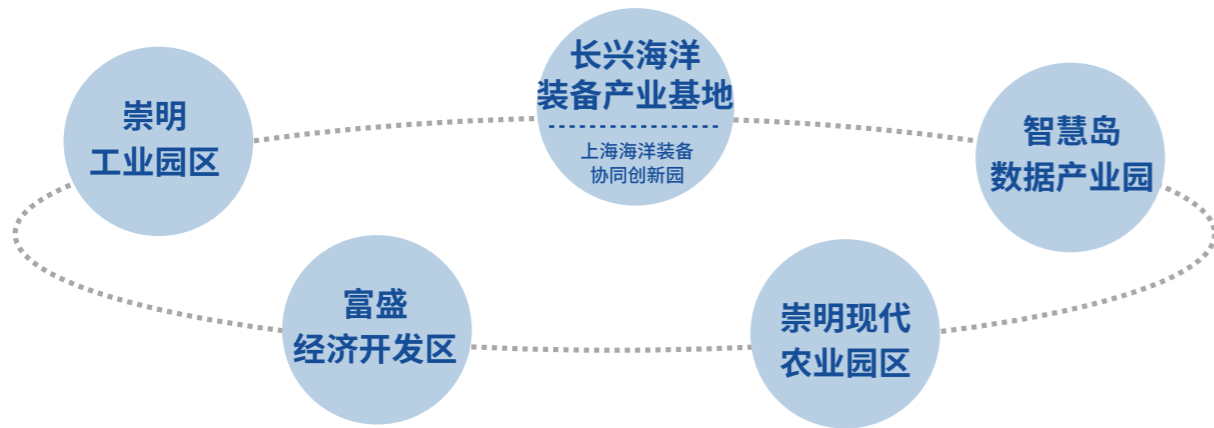 长兴海洋
装备产业基地
上海海洋装备
协同创新园
崇明
工业园区
智慧岛
数据产业园
富盛
经济开发区
崇明现代
农业园区